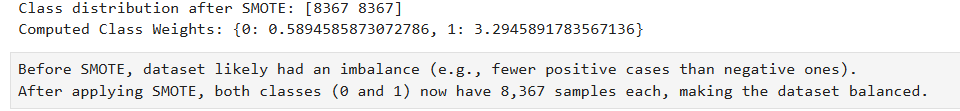 Class distribution after SMOTE: [8367 8367]
Computed Class Weights: {0: 0.5894585873072786, 1: 3.2945891783567136}
Before SMOTE, dataset likely had an imbalance (e.g., fewer positive cases than negative ones).
After applying SMOTE, both classes (0 and 1) now have 8,367 samples each, making the dataset balanced.